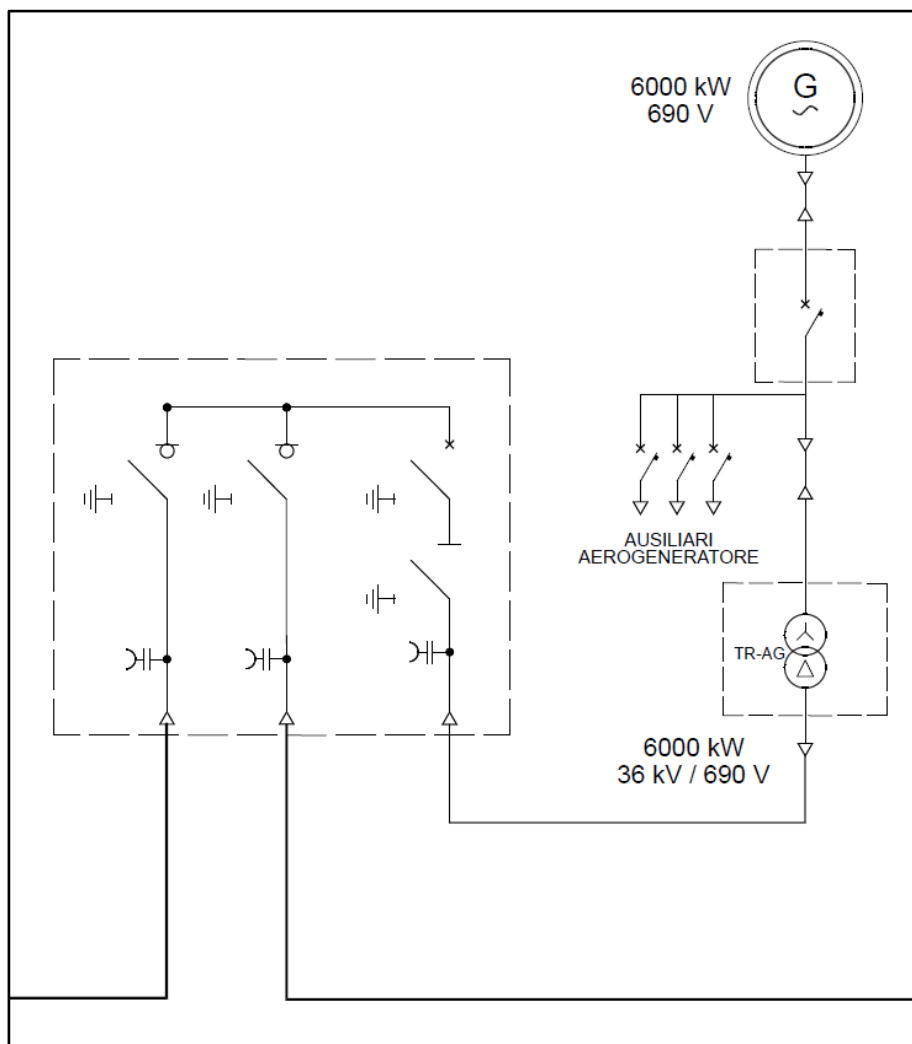 6000 kW
690 V
G
AUSILIARI
AEROGENERATORE
TR-AG
6000 kW
36 kV / 690 V